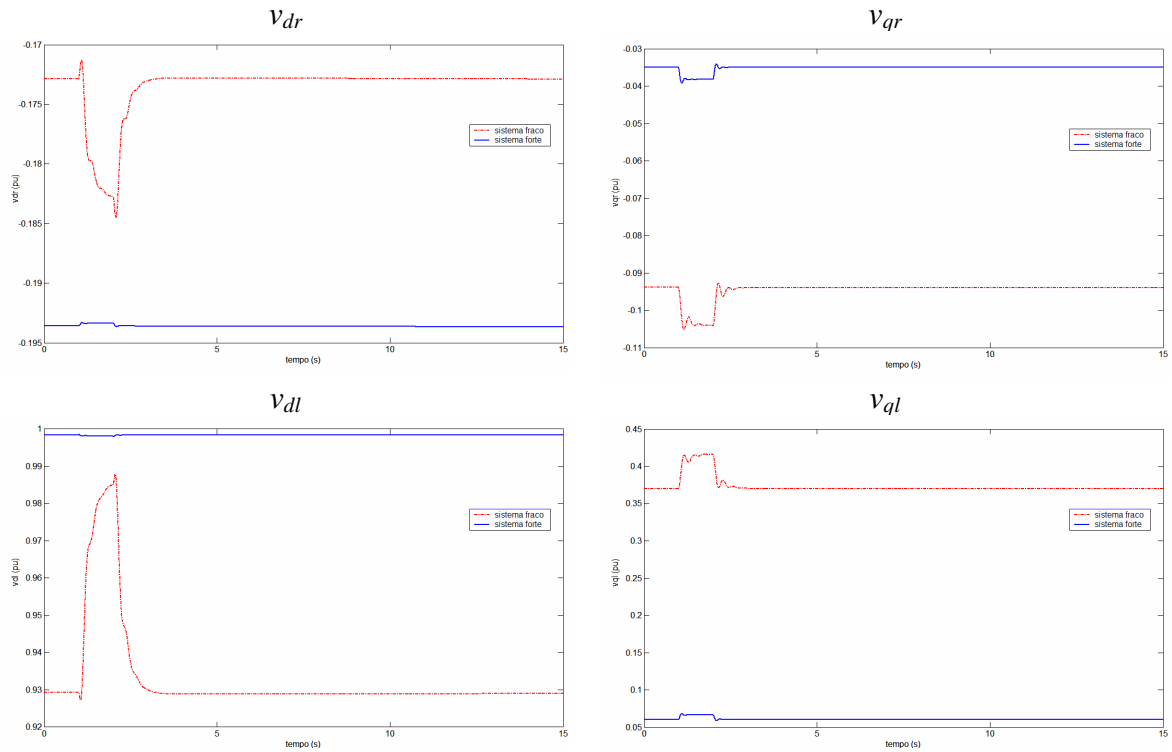 v_dr
v_qr
-0.17
-0.175
-0.18
-0.185
-0.19
-0.195
vdr (pu)
sistema fraco
sistema forte
0
5
10
15
tempo (s)
-0.03
-0.04
-0.05
-0.06
-0.07
-0.08
-0.09
-0.1
-0.11
vqr (pu)
sistema fraco
sistema forte
0
5
10
15
tempo (s)
v_dl
v_ql
1
0.99
0.98
0.97
0.96
0.95
0.94
0.93
0.92
vdl (pu)
sistema fraco
sistema forte
0
5
10
15
tempo (s)
0.45
0.4
0.35
0.3
0.25
0.2
0.15
0.1
0.05
vql (pu)
sistema fraco
sistema forte
0
5
10
15
tempo (s)